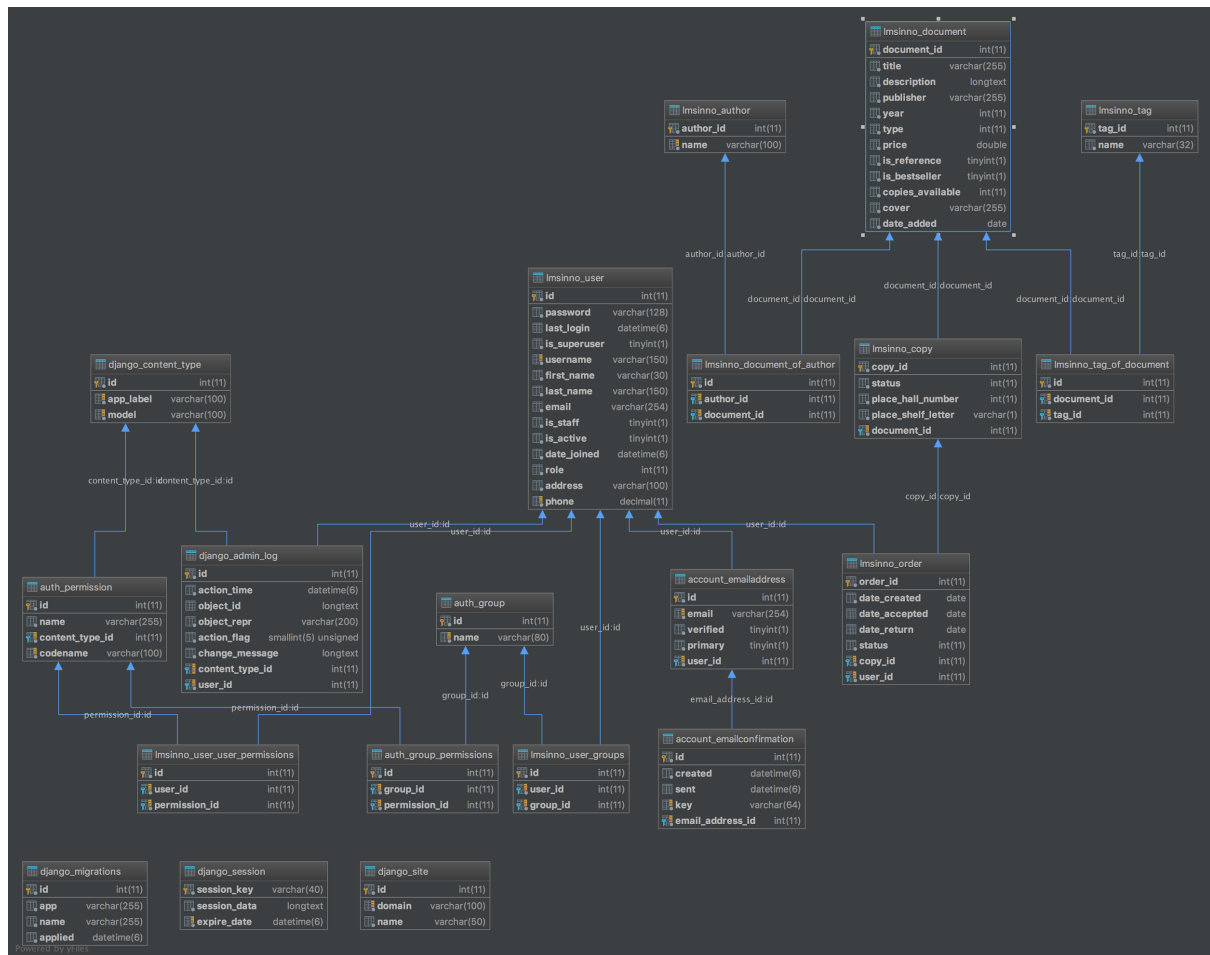 lmsinno_document
document_id int(11)
title varchar(255)
description longtext
publisher varchar(255)
year int(11)
type int(11)
price double
is_reference tinyint(1)
is_bestseller tinyint(1)
copies_available int(11)
cover varchar(255)
date_added date
lmsinno_author
author_id int(11)
name varchar(100)
lmsinno_tag
tag_id int(11)
name varchar(32)
author_id:author_id
tag_id:tag_id
document_id:document_id
document_id:document_id
document_id:document_id
lmsinno_user
id int(11)
password varchar(128)
last_login datetime(6)
is_superuser tinyint(1)
username varchar(150)
first_name varchar(30)
last_name varchar(150)
email varchar(254)
is_staff tinyint(1)
is_active tinyint(1)
date_joined datetime(6)
role int(11)
address varchar(100)
phone decimal(11)
django_content_type
id int(11)
app_label varchar(100)
model varchar(100)
lmsinno_document_of_author
id int(11)
author_id int(11)
document_id int(11)
lmsinno_copy
copy_id int(11)
status int(11)
place_hall_number int(11)
place_shelf_letter varchar(1)
document_id int(11)
lmsinno_tag_of_document
id int(11)
document_id int(11)
tag_id int(11)
content_type_id:id
content_type_id:id
copy_id:copy_id
user_id:id
user_id:id
user_id:id
user_id:id
user_id:id
auth_permission
id int(11)
name varchar(255)
content_type_id int(11)
codename varchar(100)
django_admin_log
id int(11)
action_time datetime(6)
object_id longtext
object_repr varchar(200)
action_flag smallint(5) unsigned
change_message longtext
content_type_id int(11)
user_id int(11)
auth_group
id int(11)
name varchar(80)
account_emailaddress
id int(11)
email varchar(254)
verified tinyint(1)
primary tinyint(1)
user_id int(11)
lmsinno_order
order_id int(11)
date_created date
date_accepted date
date_return date
status int(11)
copy_id int(11)
user_id int(11)
permission_id:id
permission_id:id
group_id:id
group_id:id
email_address_id:id
lmsinno_user_user_permissions
id int(11)
user_id int(11)
permission_id int(11)
auth_group_permissions
id int(11)
group_id int(11)
permission_id int(11)
lmsinno_user_groups
id int(11)
user_id int(11)
group_id int(11)
account_emailconfirmation
id int(11)
created datetime(6)
sent datetime(6)
key varchar(64)
email_address_id int(11)
django_migrations
id int(11)
app varchar(255)
name varchar(255)
applied datetime(6)
django_session
session_key varchar(40)
session_data longtext
expire_date datetime(6)
django_site
id int(11)
domain varchar(100)
name varchar(50)
Powered by yFiles